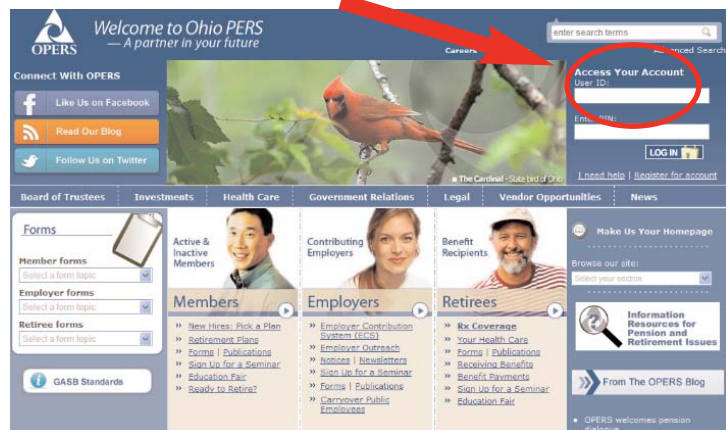 OPERS
Welcome to Ohio PERS
— A partner in your future
Careers
enter search terms
Advanced Search
Connect With OPERS
Like Us on Facebook
Read Our Blog
Follow Us on Twitter
The Cardinal - State bird of Ohio
Access Your Account
User ID:
Enter PIN:
LOG IN
I need help | Register for account
Board of Trustees
Investments
Health Care
Government Relations
Legal
Vendor Opportunities
News
Forms
Member forms
Select a form topic
Employer forms
Select a form topic
Retiree forms
Select a form topic
GASB Standards
Active &
Inactive
Members
Members
» New Hires: Pick a Plan
» Retirement Plans
» Forms | Publications
» Sign Up for a Seminar
» Education Fair
» Ready to Retire?
Contributing
Employers
Employers
» Employer Contribution
System (ECS)
» Employer Outreach
» Notices | Newsletters
» Sign Up for a Seminar
» Forms | Publications
» Carryover Public
Employees
Benefit
Recipients
Retirees
» Rx Coverage
» Your Health Care
» Forms | Publications
» Receiving Benefits
» Benefit Payments
» Sign Up for a Seminar
» Education Fair
Make Us Your Homepage
Browse our site:
Select your section
Information
Resources for
Pension and
Retirement Issues
From The OPERS Blog
• OPERS welcomes pension
dialogue